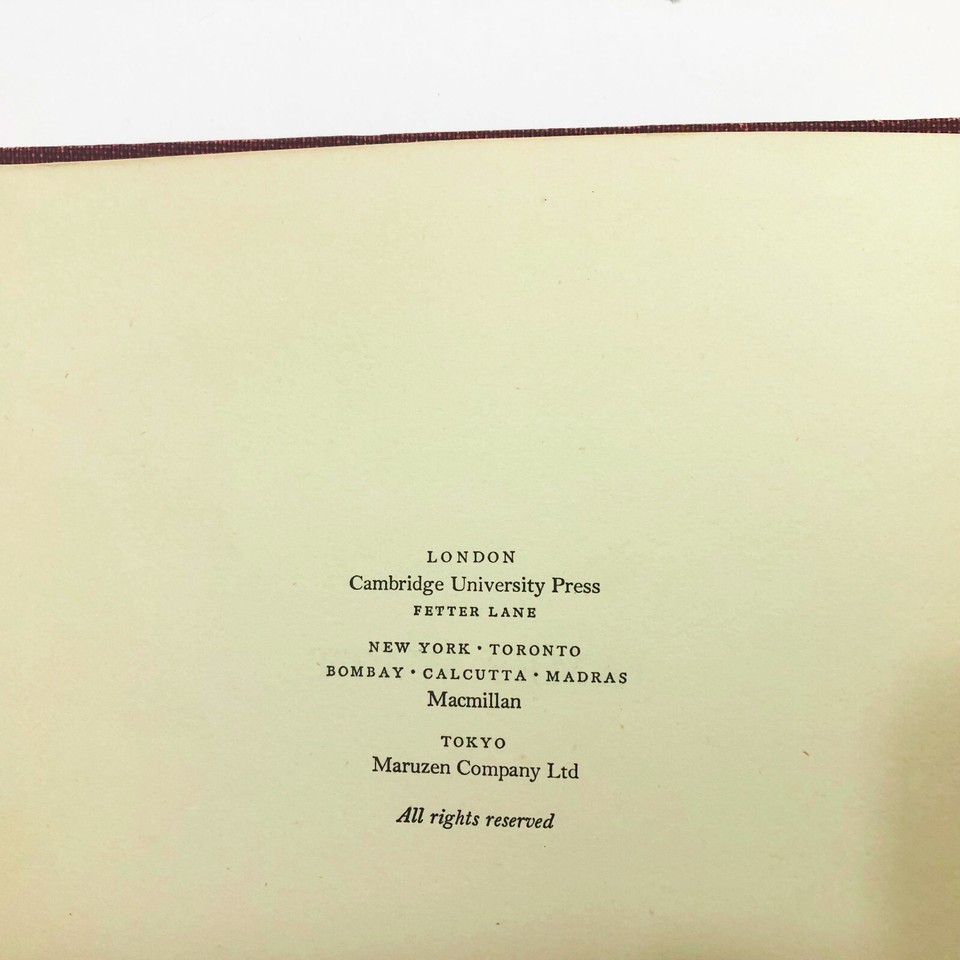 LONDON
Cambridge University Press
FETTER LANE
NEW YORK · TORONTO
BOMBAY · CALCUTTA · MADRAS
Macmillan
TOKYO
Maruzen Company Ltd
All rights reserved